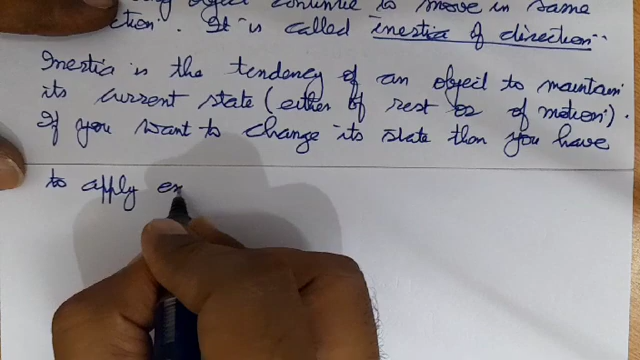 object continue to move in same
. It is called inertia of direction.
Inertia is the tendency of an object to maintain
its current state (either of rest or of motion).
If you want to change its state then you have
to apply ex